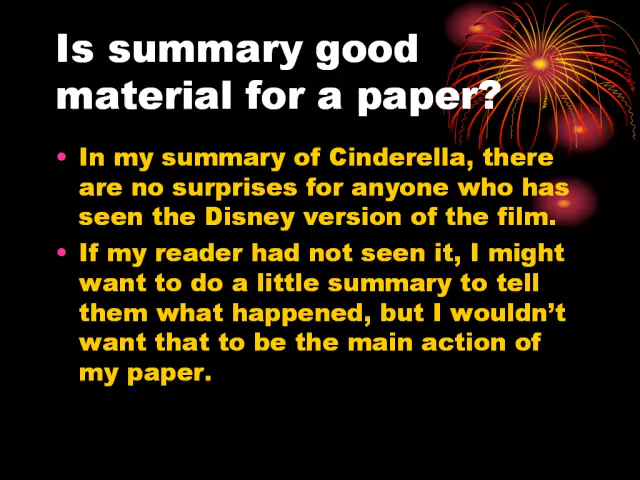 Is summary good
material for a paper?
• In my summary of Cinderella, there
are no surprises for anyone who has
seen the Disney version of the film.
• If my reader had not seen it, I might
want to do a little summary to tell
them what happened, but I wouldn’t
want that to be the main action of
my paper.